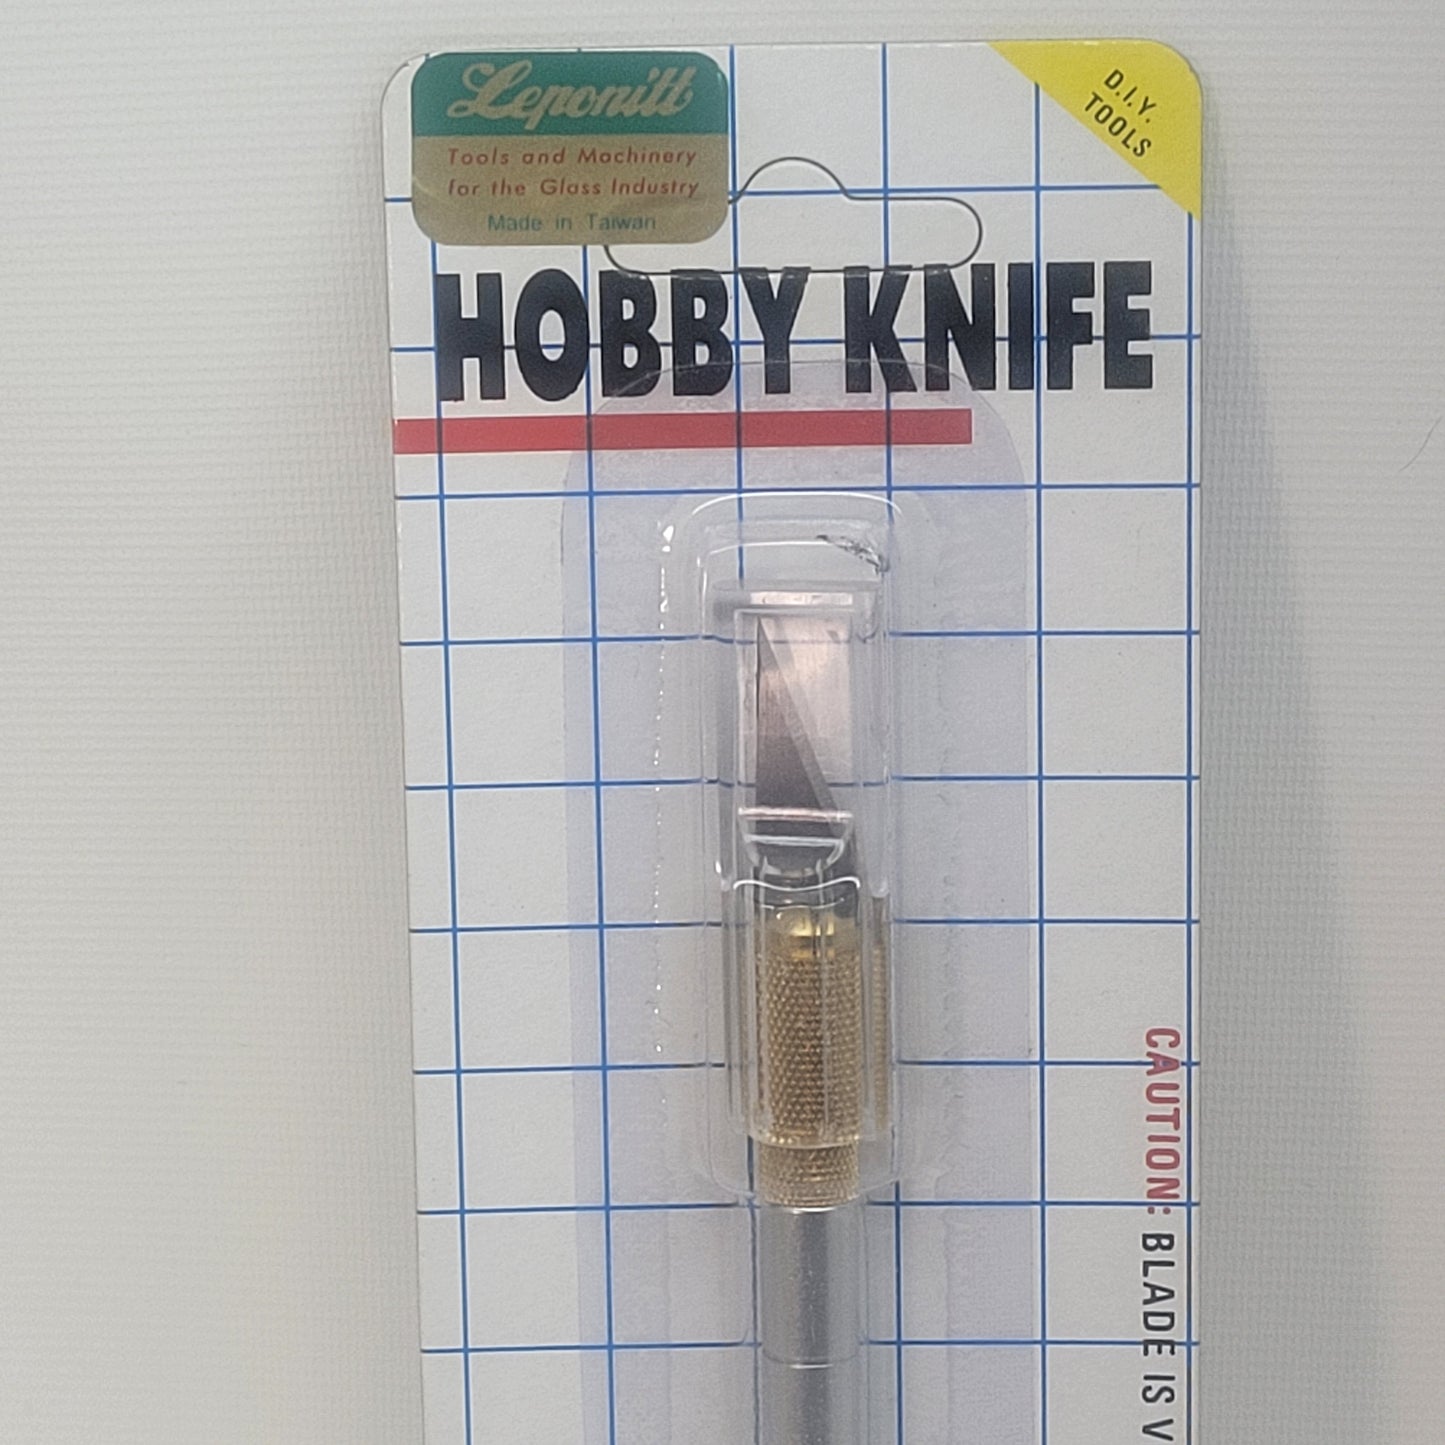 Leponitt
Tools and Machinery
for the Glass Industry
Made in Taiwan
D.I.Y.
TOOLS
HOBBY KNIFE
CAUTION: BLADE IS V